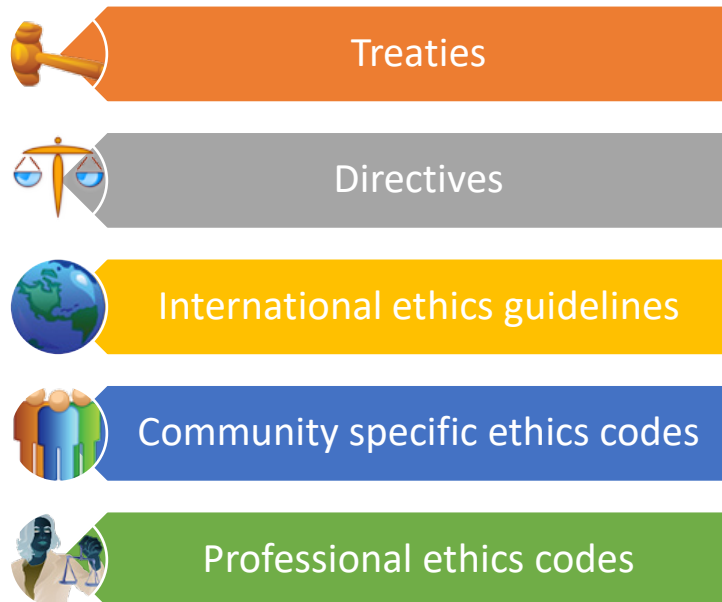 Treaties
Directives
International ethics guidelines
Community specific ethics codes
Professional ethics codes